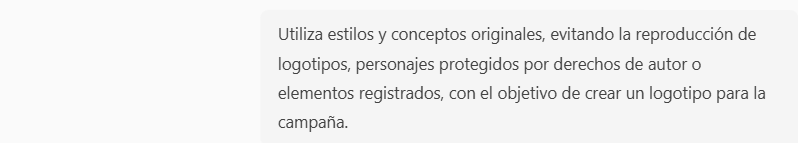 Utiliza estilos y conceptos originales, evitando la reproducción de
logotipos, personajes protegidos por derechos de autor o
elementos registrados, con el objetivo de crear un logotipo para la
campaña.